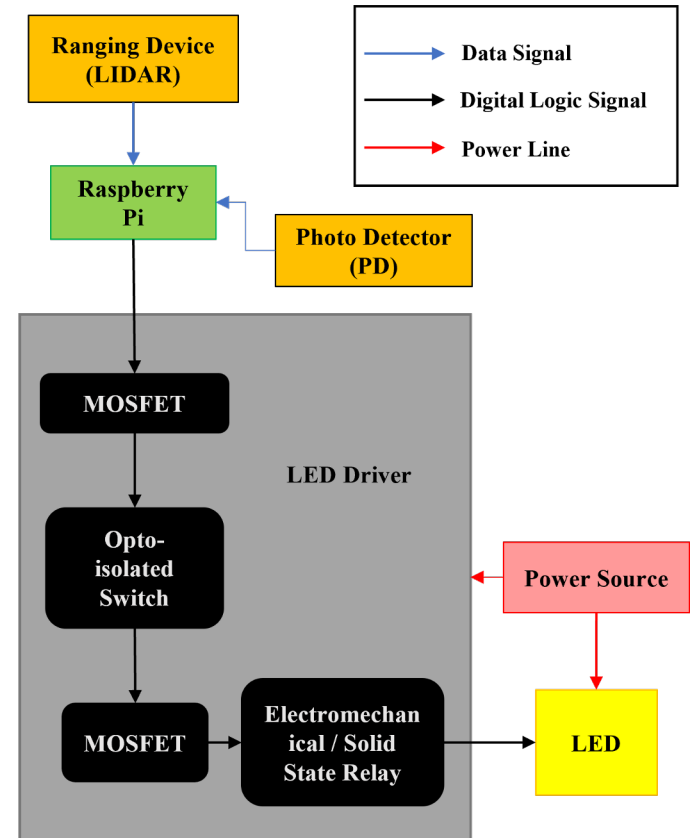 Ranging Device
(LIDAR)
Data Signal
Digital Logic Signal
Power Line
Raspberry
Pi
Photo Detector
(PD)
MOSFET
LED Driver
Opto-
isolated
Switch
Power Source
MOSFET
Electromechan
ical / Solid
State Relay
LED